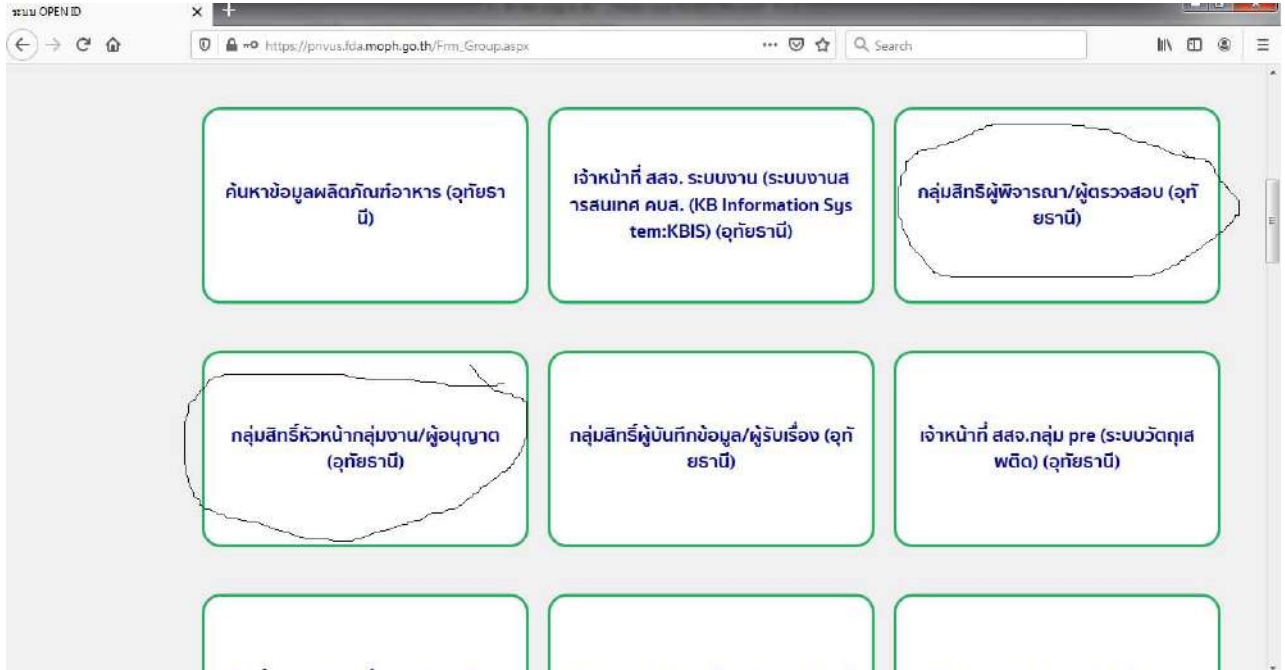 ระบบ OPEN ID
https://privus.fda.moph.go.th/Frm_Group.aspx
Search
ค้นหาข้อมูลผลิตภัณฑ์อาหาร (อุทัยธา
นี)
เจ้าหน้าที่ สสจ. ระบบงาน (ระบบงานส
ารสนเทศ คบส. (KB Information Sys
tem:KBIS) (อุทัยธานี)
กลุ่มสิทธิผู้พิจารณา/ผู้ตรวจสอบ (อุทั
ยธานี)
กลุ่มสิทธิ์หัวหน้ากลุ่มงาน/ผู้อนุญาต
(อุทัยธานี)
กลุ่มสิทธิ์ผู้บันทึกข้อมูล/ผู้รับเรื่อง (อุทั
ยธานี)
เจ้าหน้าที่ สสจ.กลุ่ม pre (ระบบวัตถุเส
พติด) (อุทัยธานี)